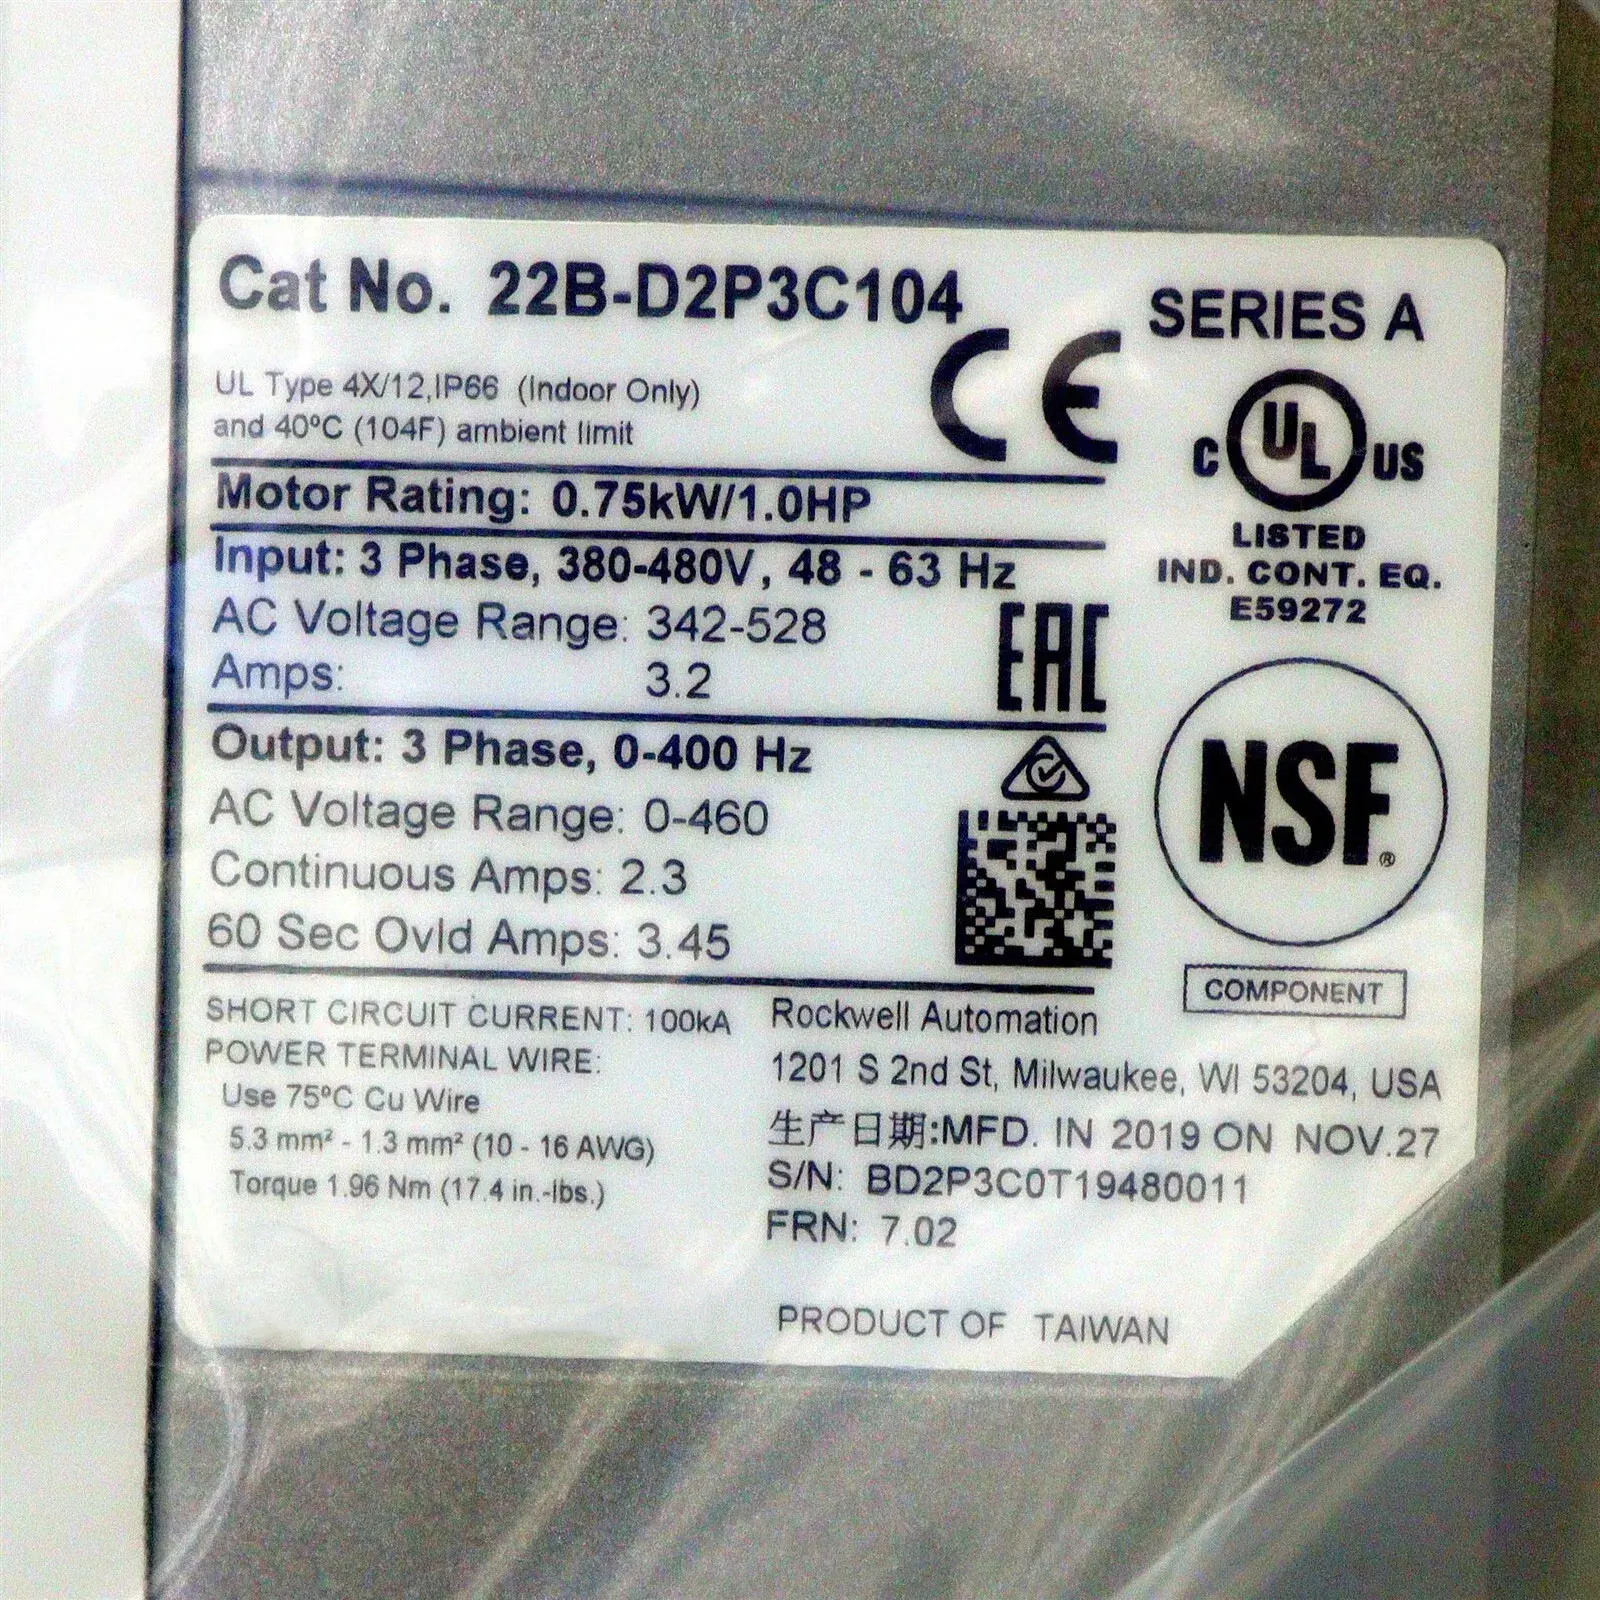 Cat No. 22B-D2P3C104
SERIES A
UL Type 4X/12,IP66 (Indoor Only)
and 40ºC (104F) ambient limit
CE
C UL US
LISTED
IND. CONT. EQ.
E59272
Motor Rating: 0.75kW/1.0HP
Input: 3 Phase, 380-480V, 48 - 63 Hz
AC Voltage Range: 342-528
Amps: 3.2
EAC
Output: 3 Phase, 0-400 Hz
AC Voltage Range: 0-460
Continuous Amps: 2.3
60 Sec Ovld Amps: 3.45
NSF®
COMPONENT
SHORT CIRCUIT CURRENT: 100kA
POWER TERMINAL WIRE:
Use 75ºC Cu Wire
5.3 mm² - 1.3 mm² (10 - 16 AWG)
Torque 1.96 Nm (17.4 in.-lbs.)
Rockwell Automation
1201 S 2nd St, Milwaukee, WI 53204, USA
生产日期:MFD. IN 2019 ON NOV.27
S/N: BD2P3C0T19480011
FRN: 7.02
PRODUCT OF TAIWAN